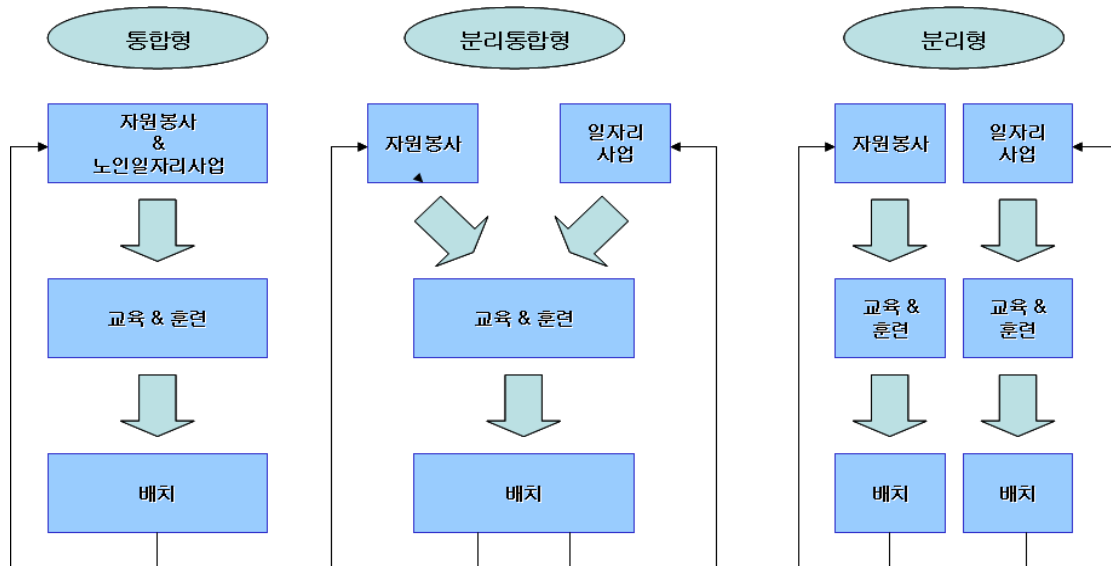 통합형
분리통합형
분리형
자원봉사
&
노인일자리사업
자원봉사
일자리
사업
자원봉사
일자리
사업
교육 & 훈련
교육 & 훈련
교육 &
훈련
교육 &
훈련
배치
배치
배치
배치